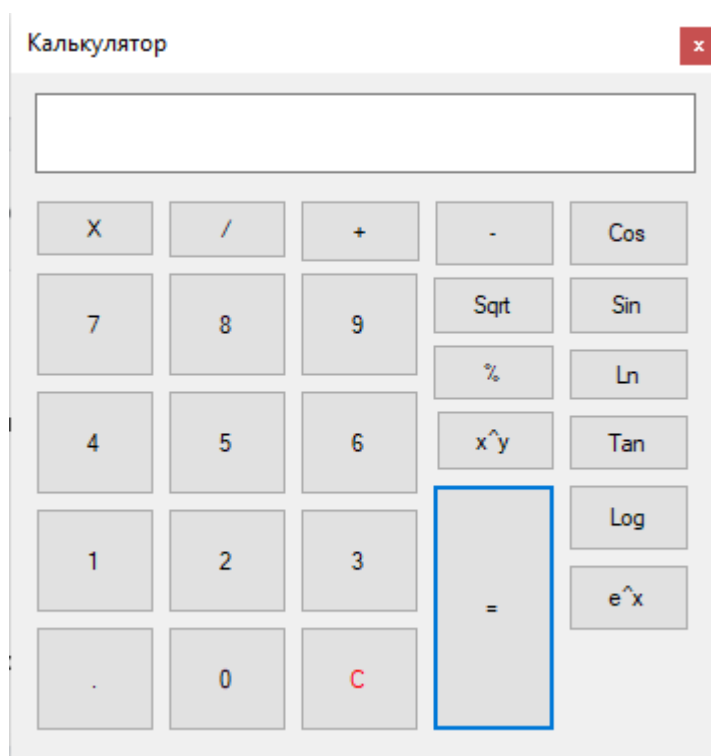 Калькулятор x
X / + - Cos
7 8 9 Sqrt Sin
% Ln
4 5 6 x^y Tan
Log
1 2 3 = e^x
. 0 C